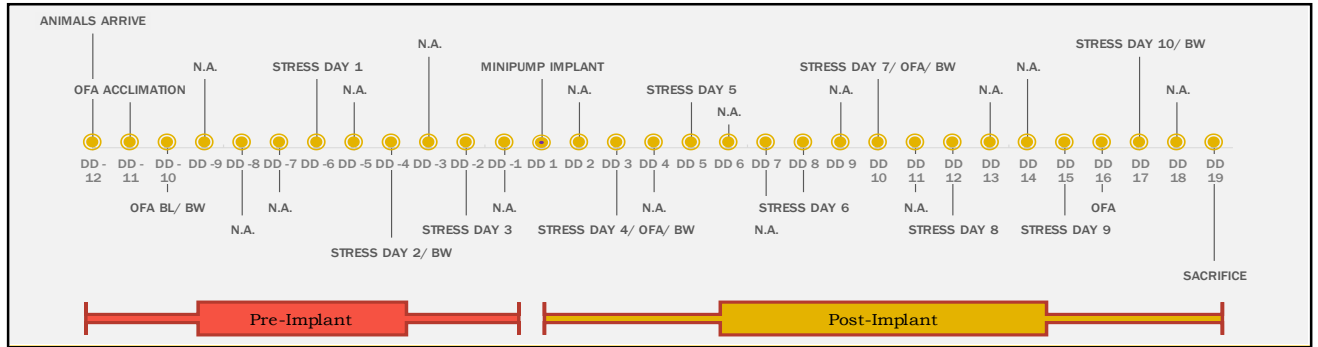 ANIMALS ARRIVE
N.A.
STRESS DAY 10/ BW
N.A.
STRESS DAY 1
MINIPUMP IMPLANT
STRESS DAY 7/ OFA/ BW
N.A.
OFA ACCLIMATION
N.A.
N.A.
STRESS DAY 5
N.A.
N.A.
N.A.
N.A.
DD -
12
DD -
11
DD -
10
DD -9
DD -8
DD -7
DD -6
DD -5
DD -4
DD -3
DD -2
DD -1
DD 1
DD 2
DD 3
DD 4
DD 5
DD 6
DD 7
DD 8
DD 9
DD
10
DD
11
DD
12
DD
13
DD
14
DD
15
DD
16
DD
17
DD
18
DD
19
OFA BL/ BW
N.A.
N.A.
N.A.
STRESS DAY 6
N.A.
OFA
N.A.
STRESS DAY 3
STRESS DAY 4/ OFA/ BW
N.A.
STRESS DAY 8
STRESS DAY 9
STRESS DAY 2/ BW
SACRIFICE
Pre-Implant
Post-Implant